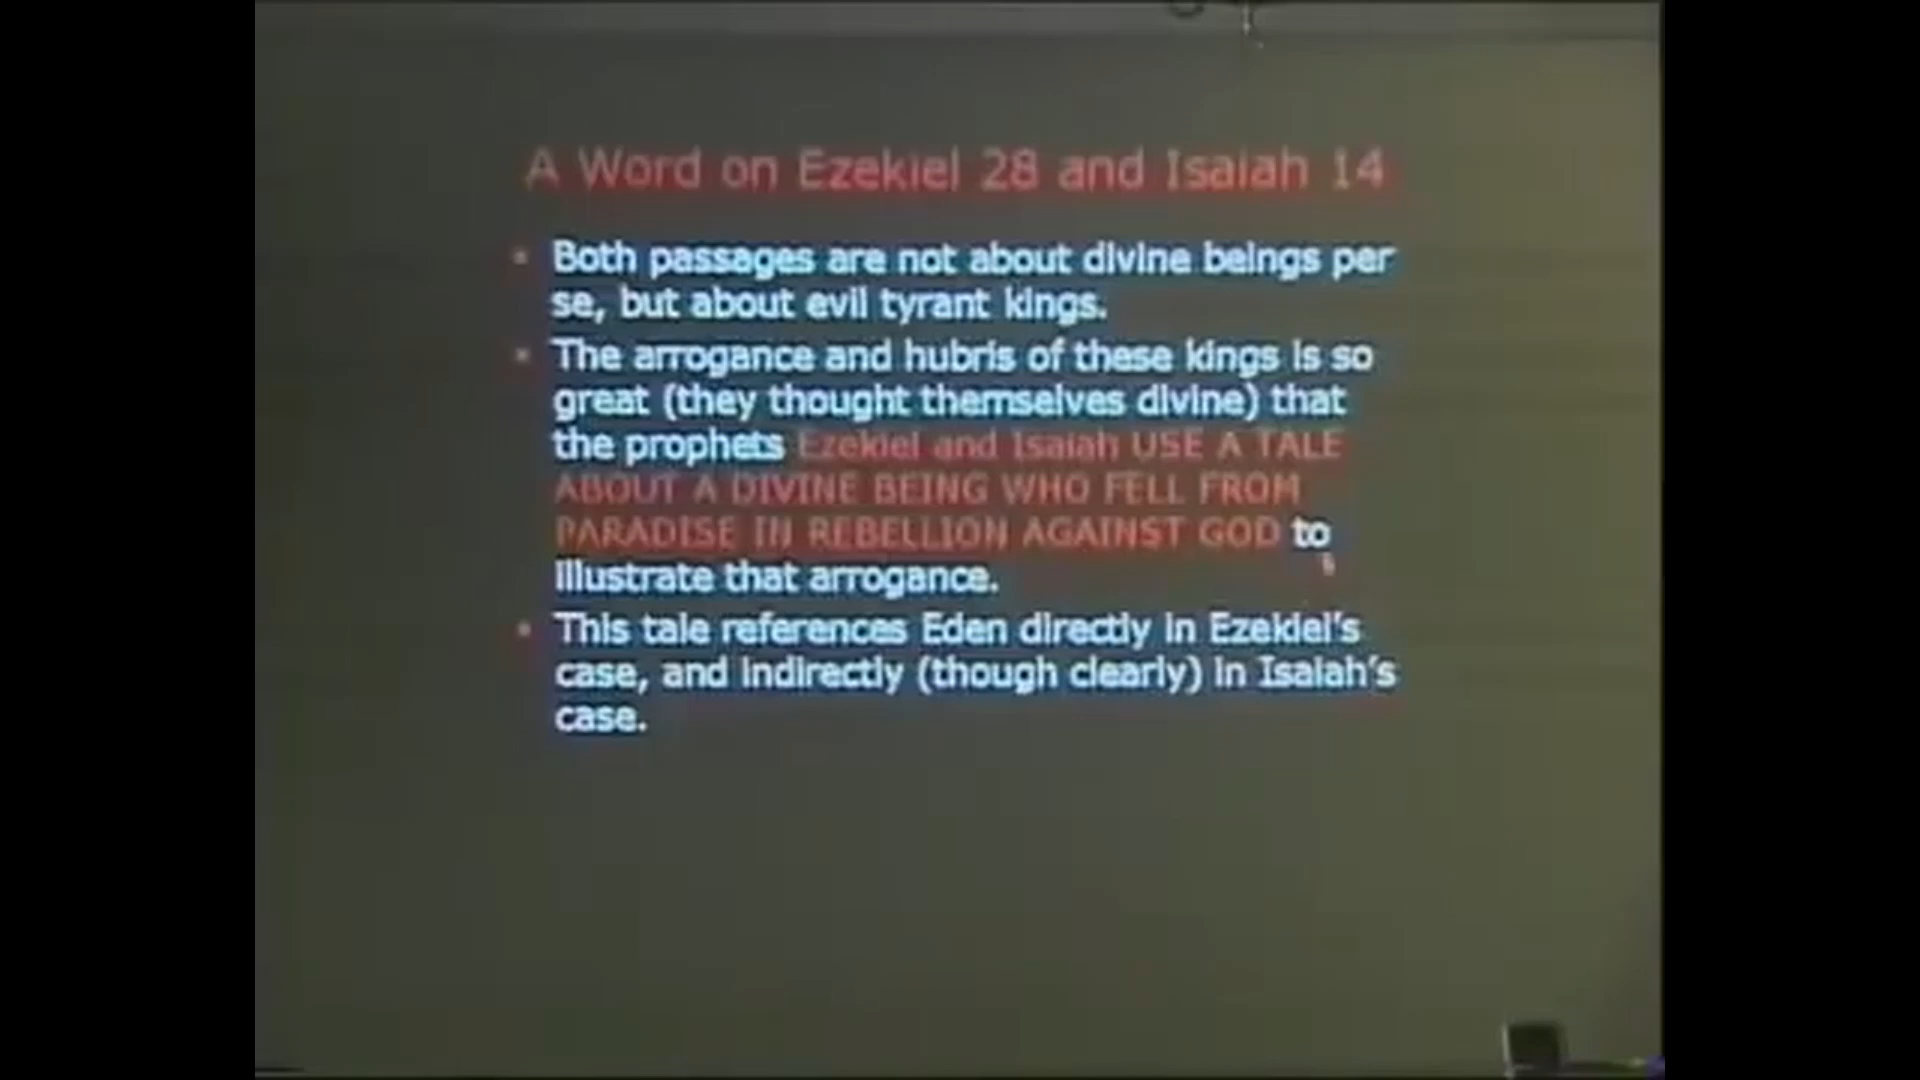 A Word on Ezekiel 28 and Isaiah 14
Both passages are not about divine beings per
se, but about evil tyrant kings.
The arrogance and hubris of these kings is so
great (they thought themselves divine) that
the prophets Ezekiel and Isaiah USE A TALE
ABOUT A DIVINE BEING WHO FELL FROM
PARADISE IN REBELLION AGAINST GOD to
illustrate that arrogance.
This tale references Eden directly in Ezekiel's
case, and indirectly (though clearly) in Isaiah's
case.